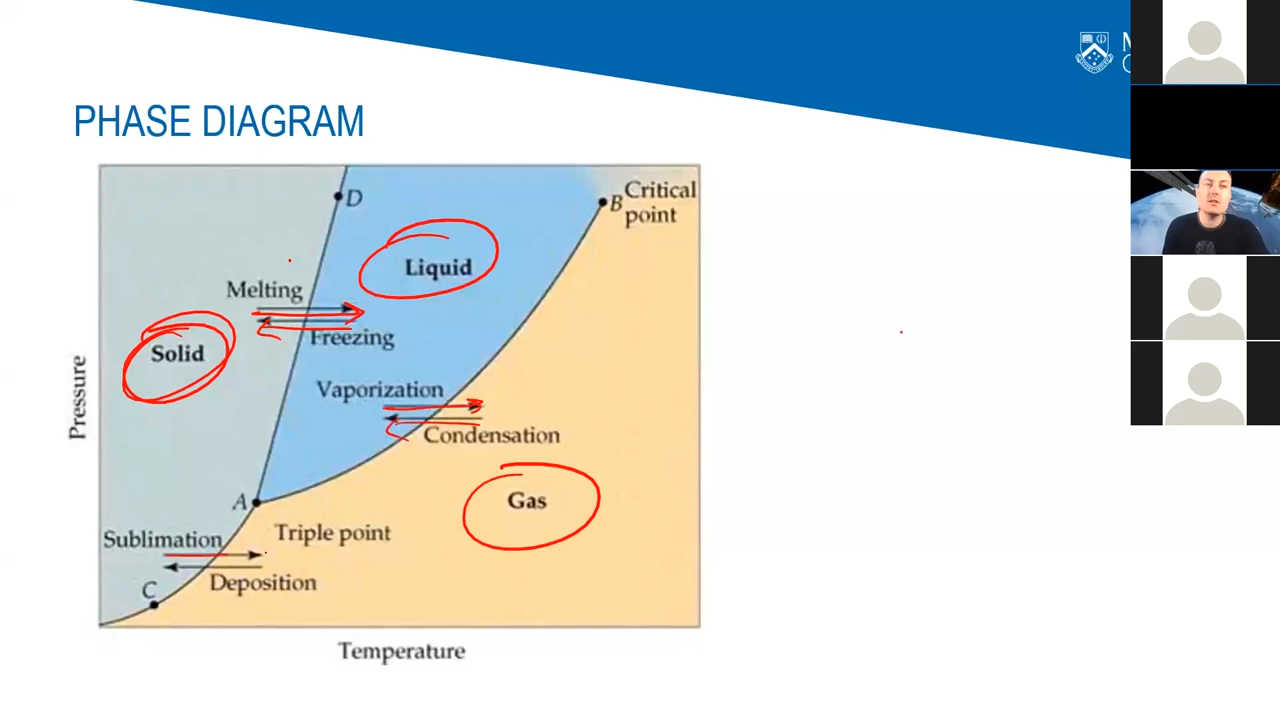 PHASE DIAGRAM
D
B
Critical
point
Liquid
Melting
Freezing
Solid
Vaporization
Condensation
Pressure
Gas
A
Triple point
Sublimation
Deposition
C
Temperature